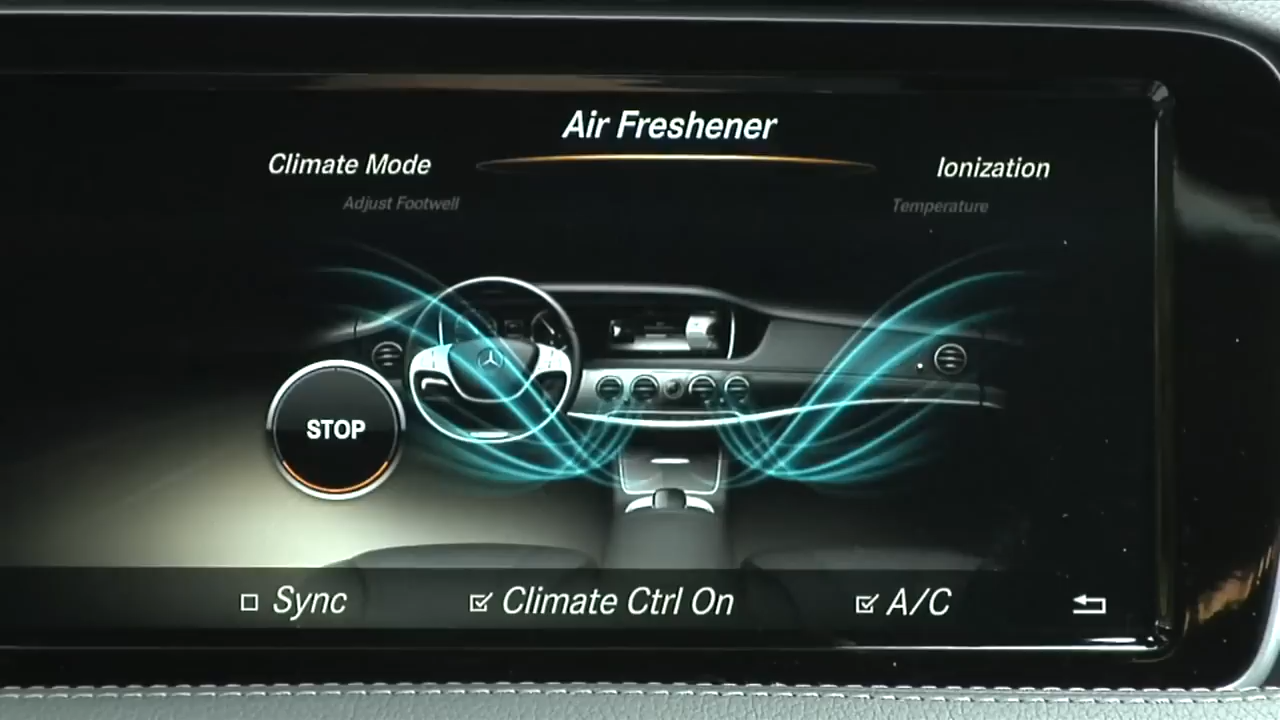 Air Freshener
Climate Mode
Ionization
Adjust Footwell
Temperature
STOP
Sync
Climate Ctrl On
A/C